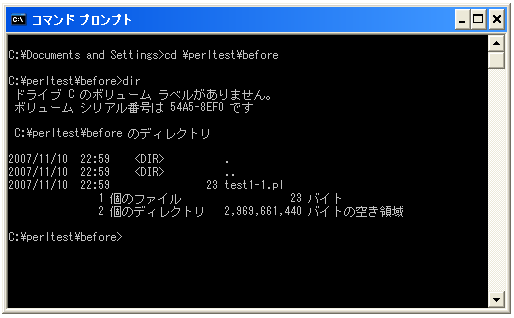 コマンド プロンプト
C:¥Documents and Settings>cd ¥perltest¥before
C:¥perltest¥before>dir
ドライブ C のボリューム ラベルがありません。
ボリューム シリアル番号は 54A5-8EF0 です
C:¥perltest¥before のディレクトリ
2007/11/10  22:59    <DIR>          .
2007/11/10  22:59    <DIR>          ..
2007/11/10  22:59                23 test1-1.pl
1 個のファイル                  23 バイト
2 個のディレクトリ   2,969,661,440 バイトの空き領域
C:¥perltest¥before>